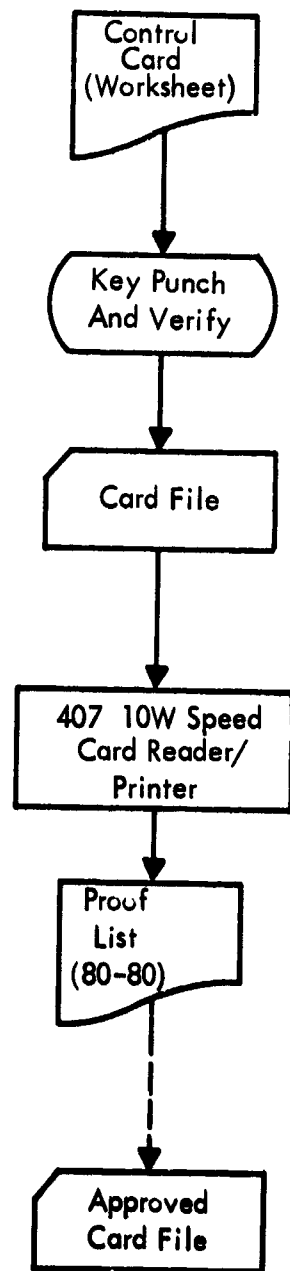 Control
Card
(Worksheet)
Key Punch
And Verify
Card File
407 10W Speed
Card Reader/
Printer
Proof
List
(80-80)
Approved
Card File